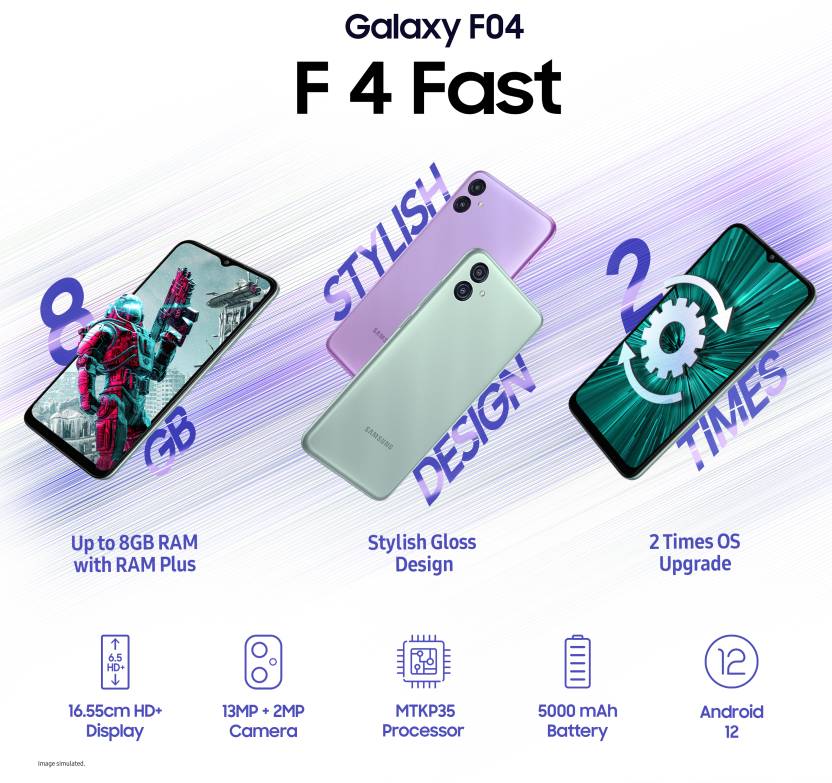 Galaxy F04
F 4 Fast
8
GB
STYLISH
DESIGN
SAMSUNG
SAM
2
TIMES
Up to 8GB RAM
with RAM Plus
Stylish Gloss
Design
2 Times OS
Upgrade
6.5
HD+
12
16.55cm HD+
Display
13MP + 2MP
Camera
MTKP35
Processor
5000 mAh
Battery
Android
12
Image simulated.